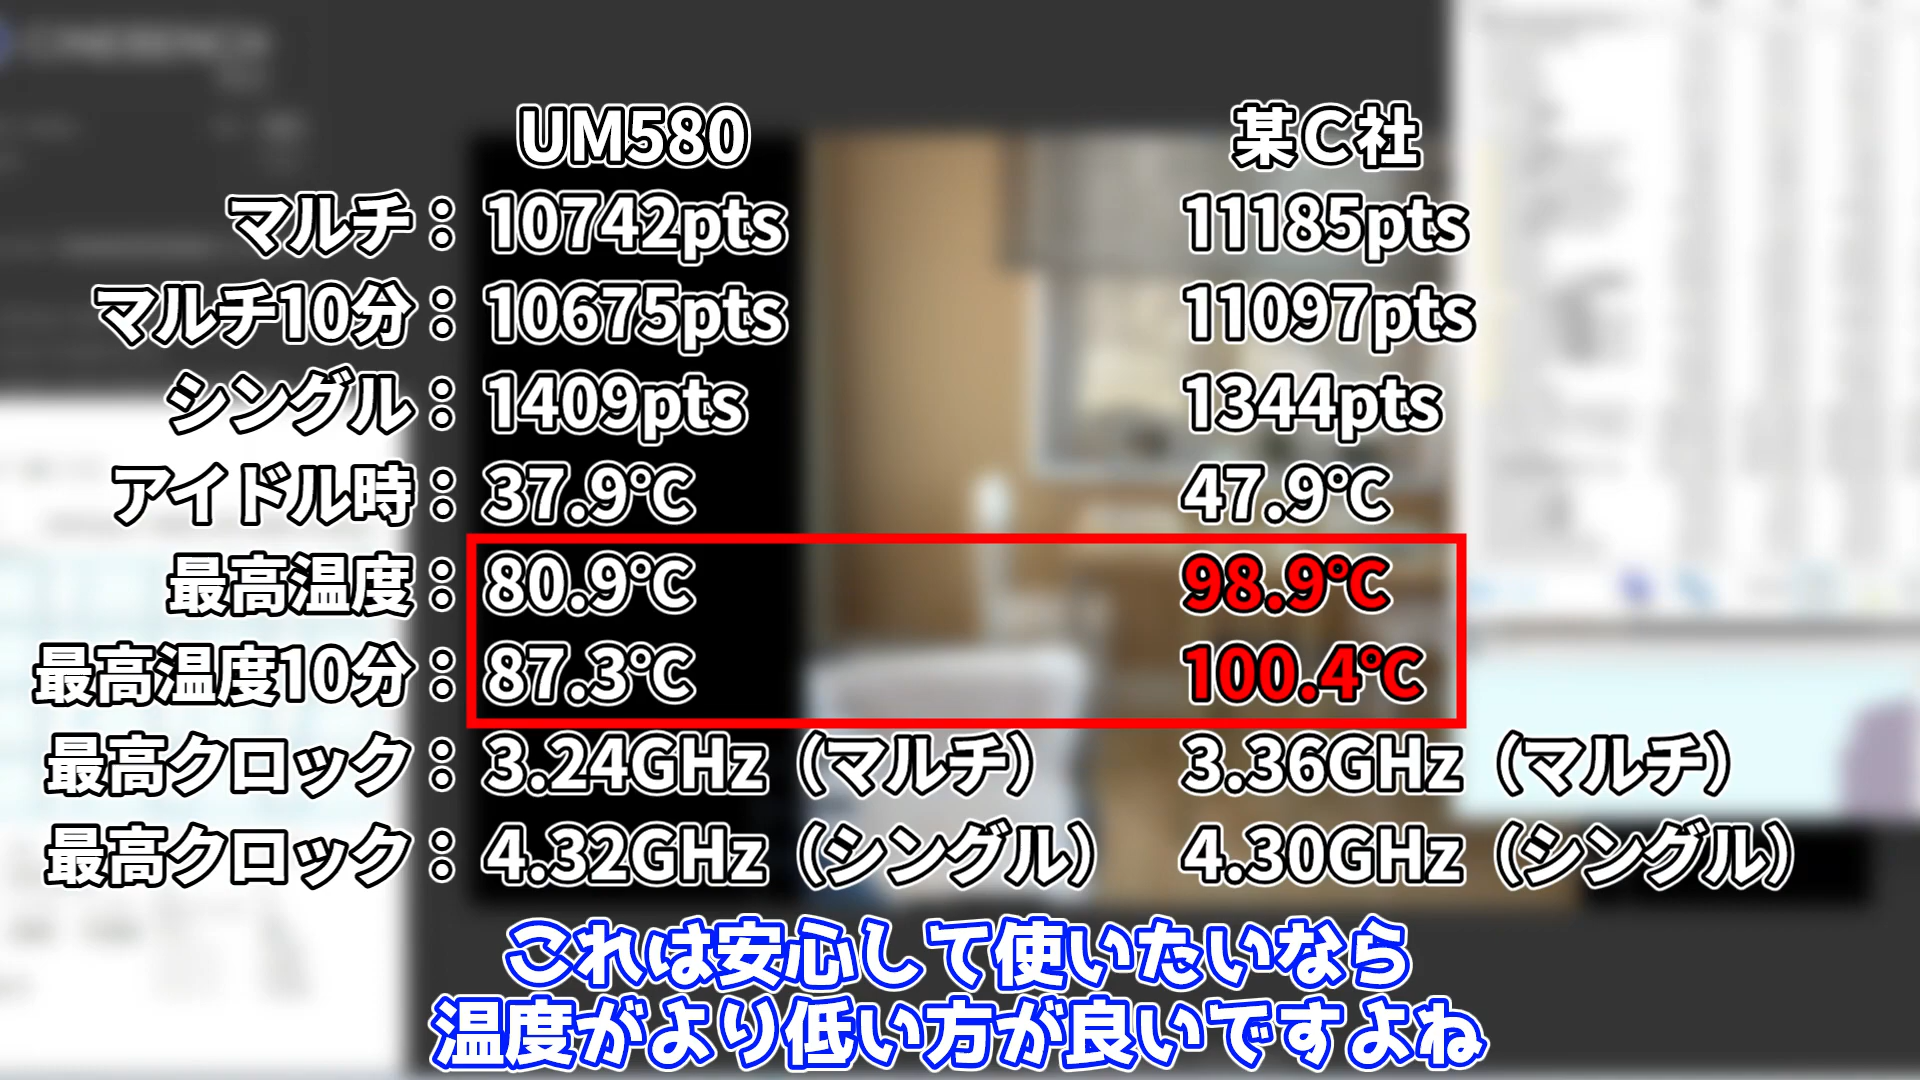 CINEBENCH
UM580 某C社
マルチ：10742pts 11185pts
マルチ10分：10675pts 11097pts
シングル：1409pts 1344pts
アイドル時：37.9℃ 47.9℃
最高温度：80.9℃ 98.9℃
最高温度10分：87.3℃ 100.4℃
最高クロック：3.24GHz（マルチ） 3.36GHz（マルチ）
最高クロック：4.32GHz（シングル） 4.30GHz（シングル）
これは安心して使いたいなら
温度がより低い方が良いですよね